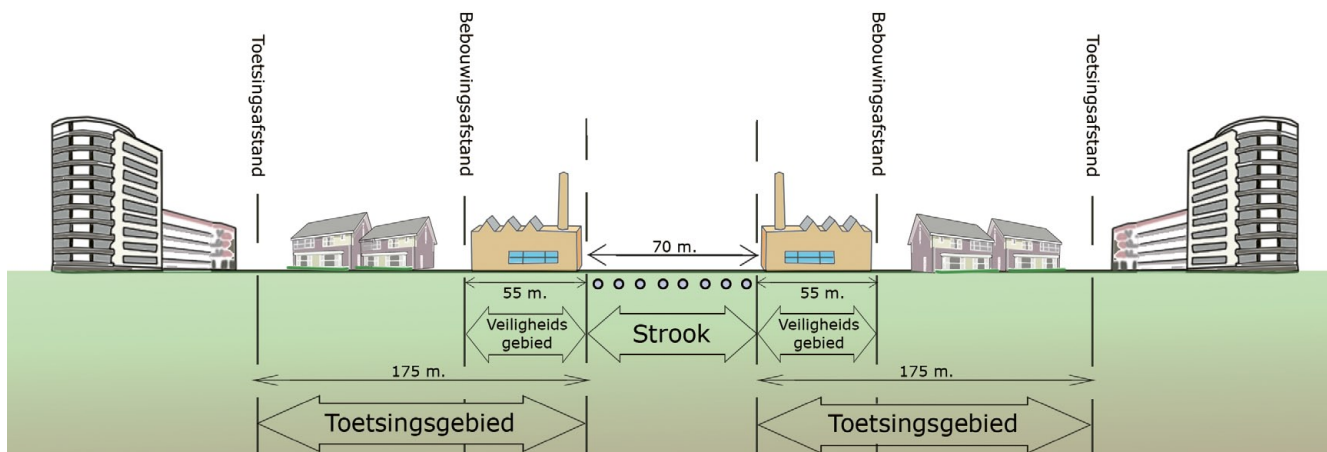 Toetsingsafstand
Bebouwingsafstand
Bebouwingsafstand
Toetsingsafstand
70 m.
55 m.
55 m.
Veiligheids
gebied
Strook
Veiligheids
gebied
175 m.
175 m.
Toetsingsgebied
Toetsingsgebied